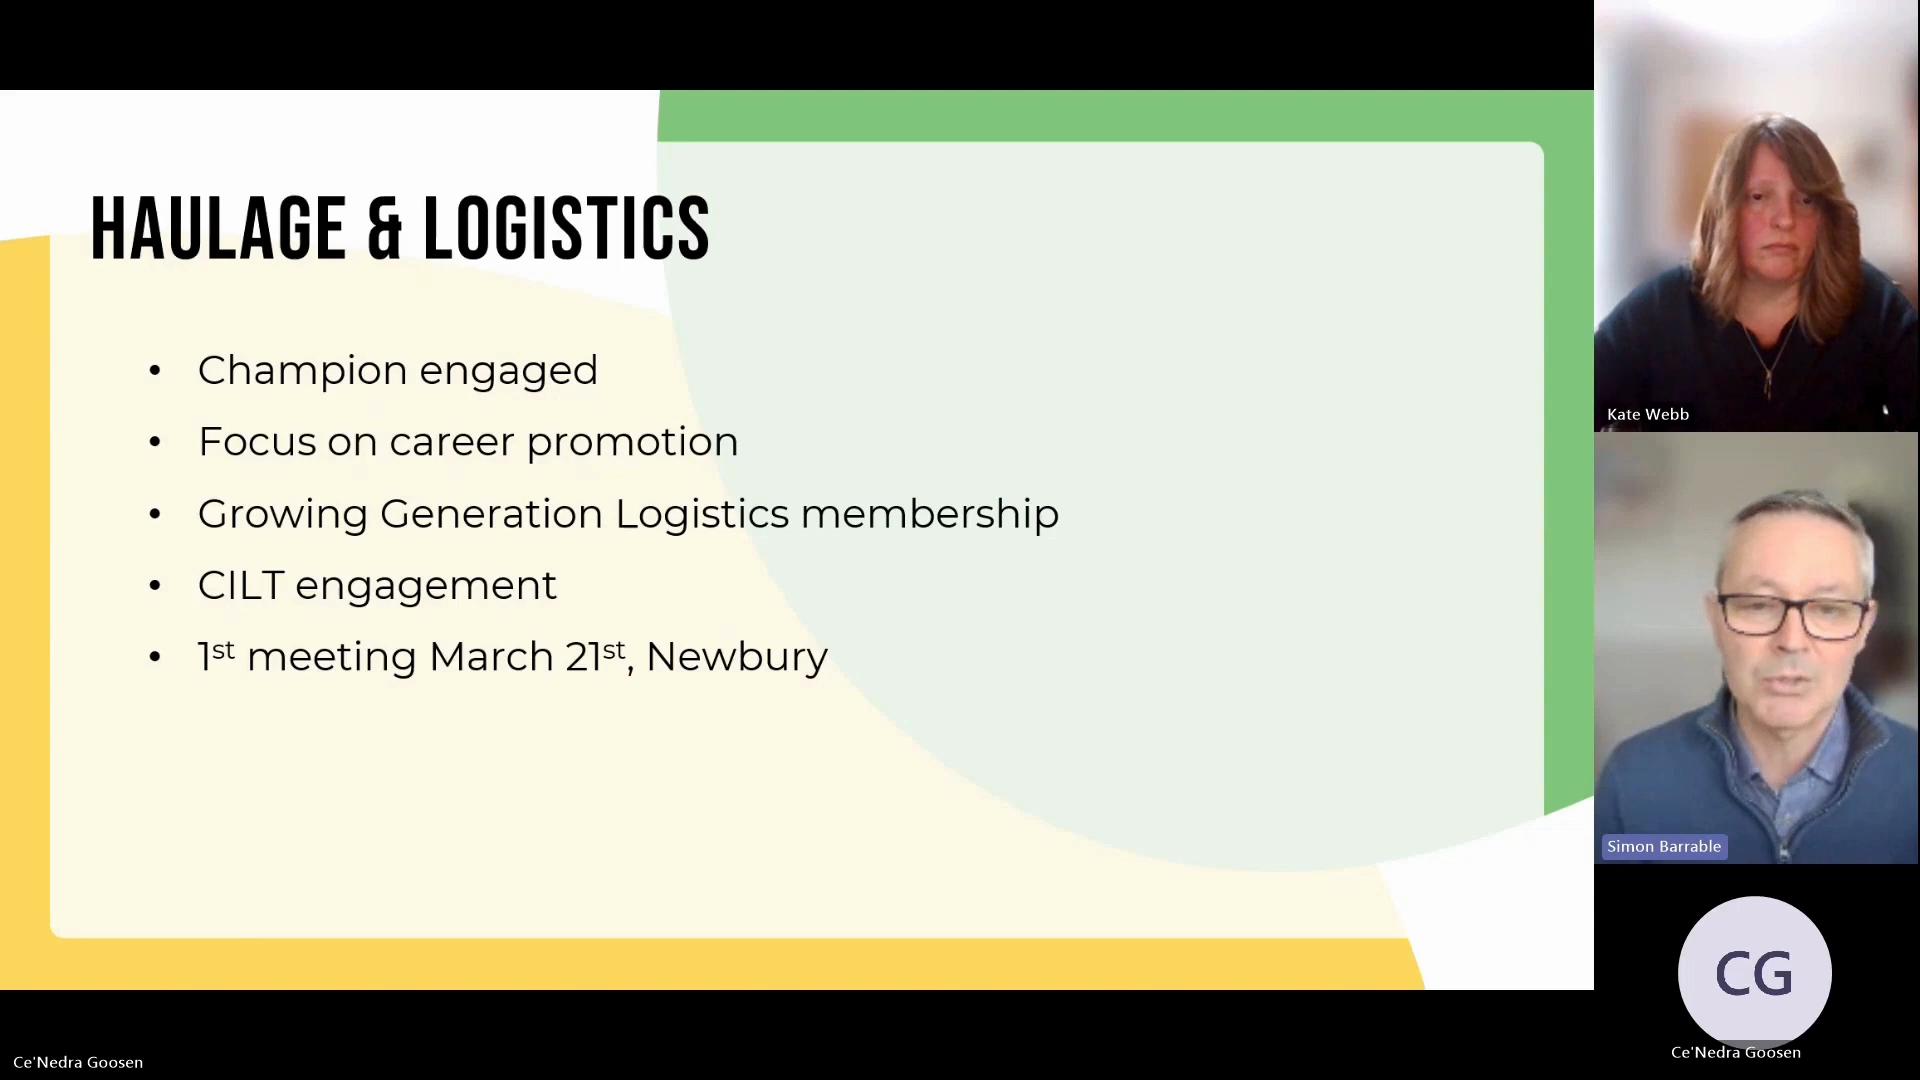 HAULAGE & LOGISTICS
• Champion engaged
• Focus on career promotion
• Growing Generation Logistics membership
• CILT engagement
• 1st meeting March 21st, Newbury
Kate Webb
Simon Barrable
CG
Ce'Nedra Goosen
Ce'Nedra Goosen